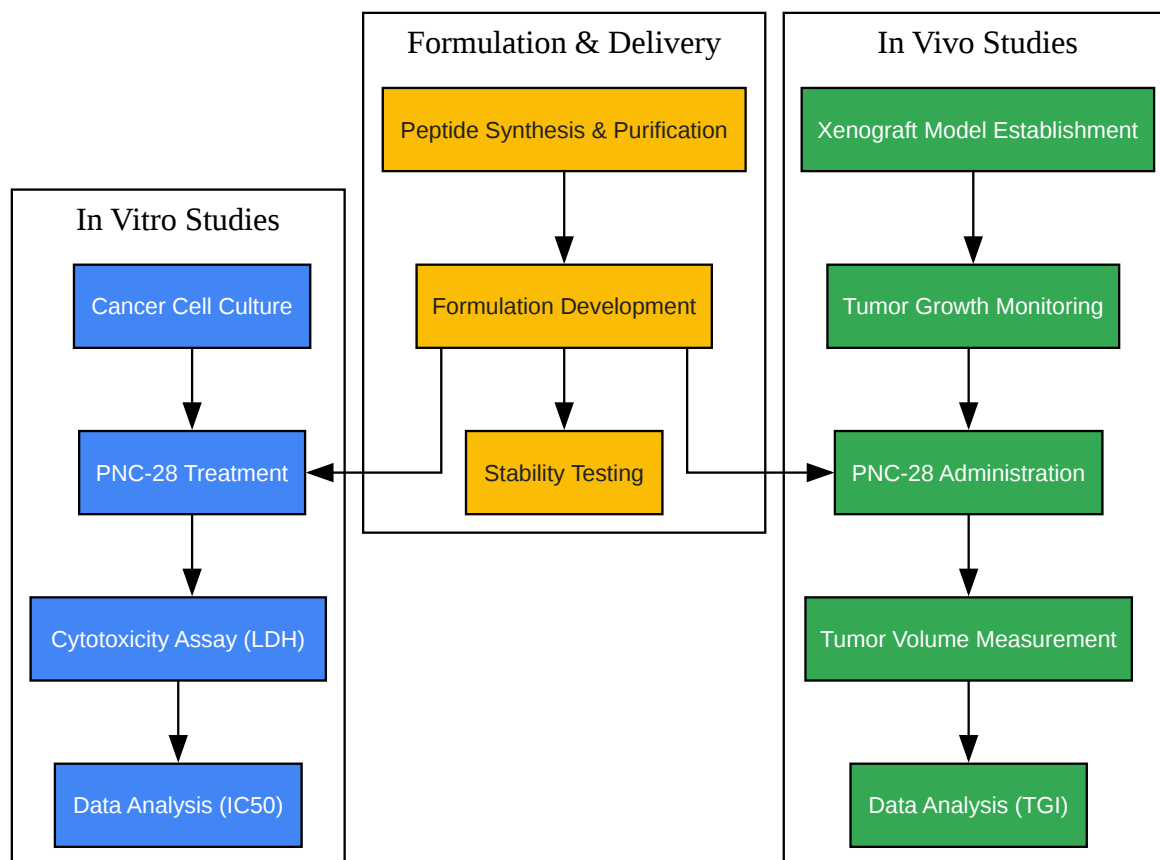 Formulation & Delivery
Peptide Synthesis & Purification
Formulation Development
Stability Testing
In Vivo Studies
Xenograft Model Establishment
Tumor Growth Monitoring
PNC-28 Administration
Tumor Volume Measurement
Data Analysis (TGI)
In Vitro Studies
Cancer Cell Culture
PNC-28 Treatment
Cytotoxicity Assay (LDH)
Data Analysis (IC50)